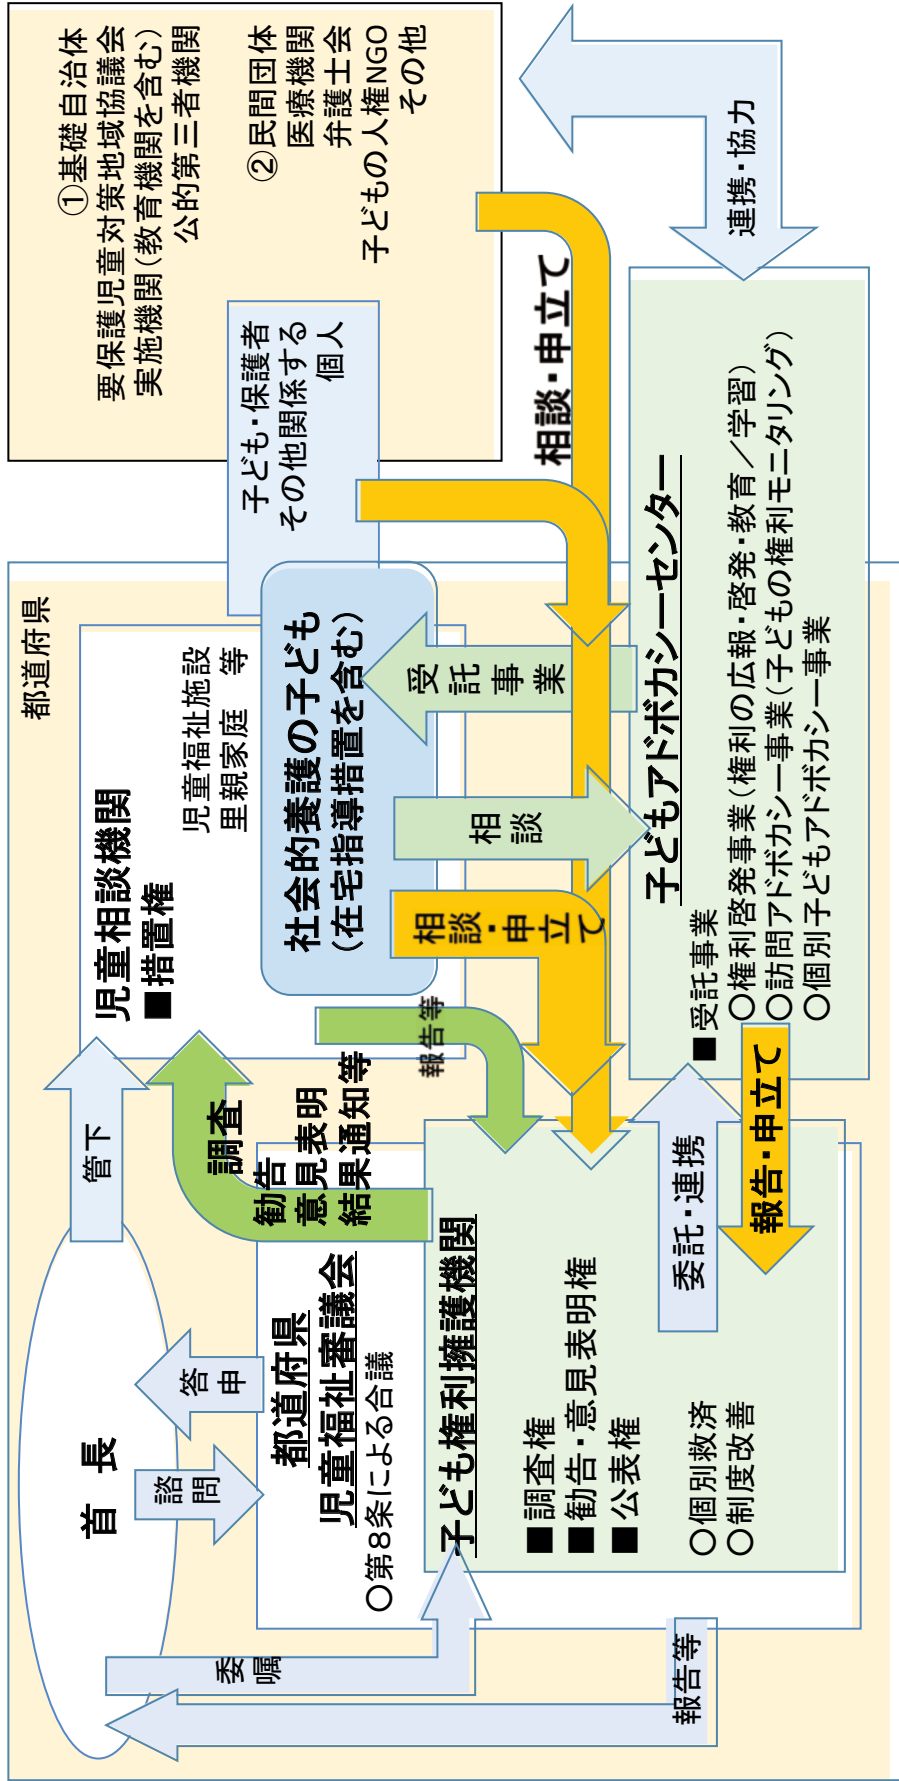 都道府県
首 長
諮問
答申
管下
委嘱
報告等
都道府県
児童福祉審議会
○第8条による合議
子ども権利擁護機関
■調査権
■勧告・意見表明権
■公表権
○個別救済
○制度改善
調査
勧告
意見表明
結果通知等
報告等
児童相談機関
■措置権
児童福祉施設
里親家庭 等
社会的養護の子ども
(在宅指導措置を含む)
相談・申立て
相談
受託事業
子ども・保護者
その他関係する
個人
①基礎自治体
要保護児童対策地域協議会
実施機関(教育機関を含む)
公的第三者機関
②民間団体
医療機関
弁護士会
子どもの人権NGO
その他
相談・申立て
連携・協力
委託・連携
報告・申立て
子どもアドボカシーセンター
■受託事業
○権利啓発事業(権利の広報・啓発・教育/学習)
○訪問アドボカシー事業(子どもの権利モニタリング)
○個別子どもアドボカシー事業